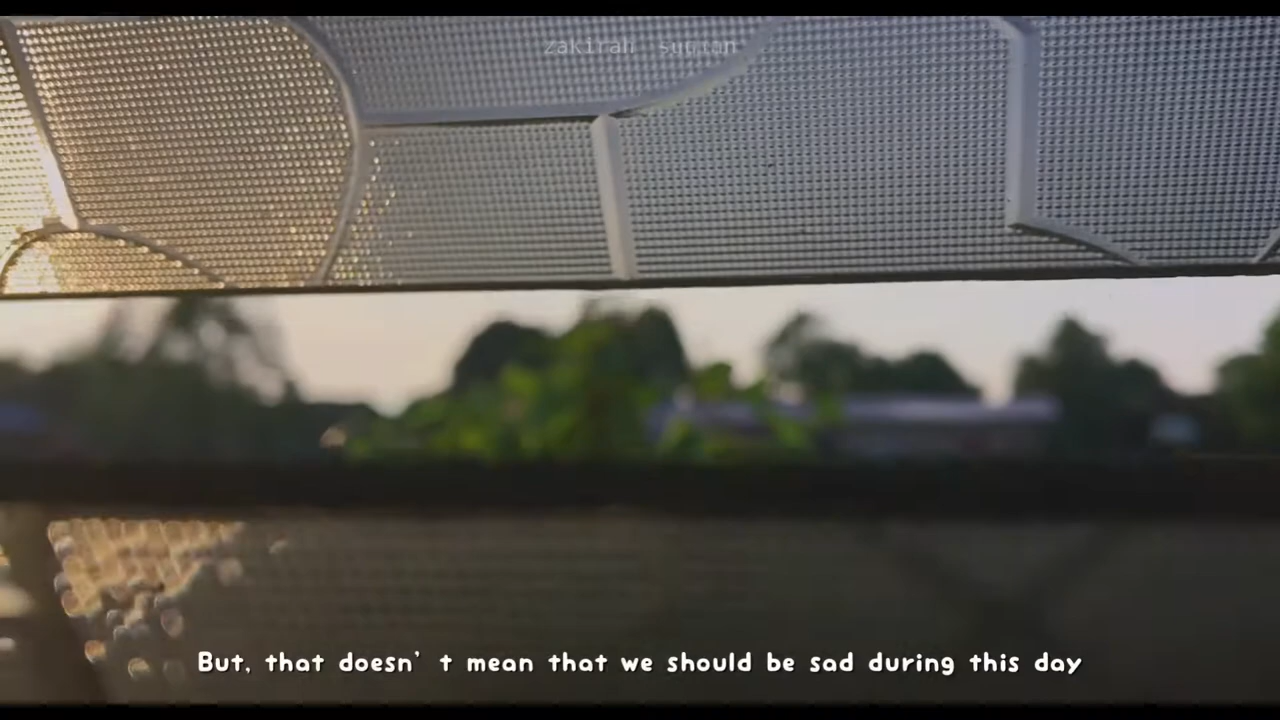 zakirah sultan
But, that doesn' t mean that we should be sad during this day